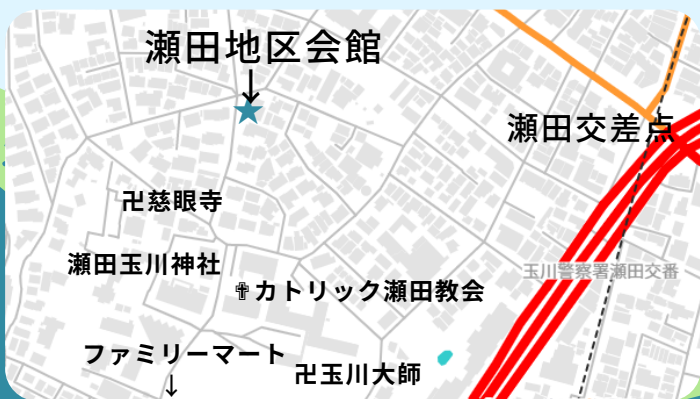 瀬田地区会館
↓
瀬田交差点
卍慈眼寺
瀬田玉川神社
玉川警察署瀬田交番
✟カトリック瀬田教会
ファミリーマート
↓
卍玉川大師